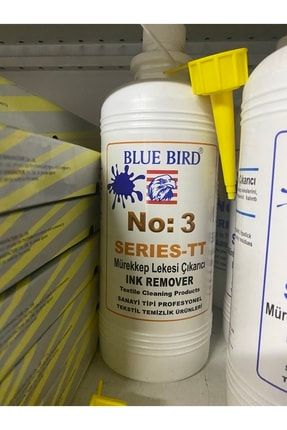 BLUE BIRD®
No: 3
SERIES-TT
Mürekkep Lekesi Çıkarıcı
INK REMOVER
Textile Cleaning Products
SANAYİ TİPİ PROFESYONEL
TEKSTİL TEMİZLİK ÜRÜNLERİ